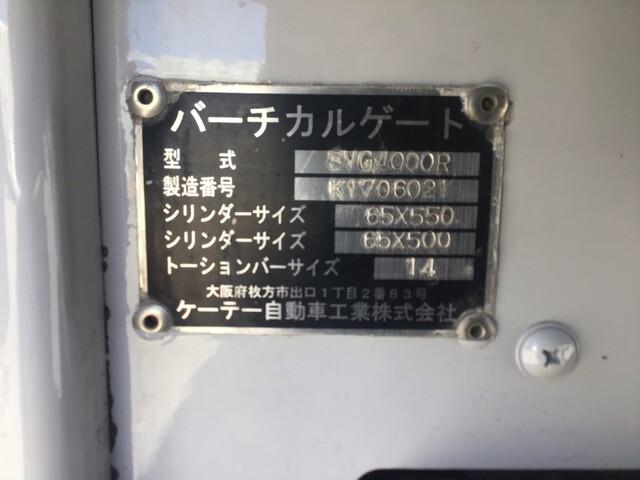 バーチカルゲート
型 式 SVG4000R
製造番号 K1706021
シリンダーサイズ 65X550
シリンダーサイズ 65X500
トーションバーサイズ 14
大阪府枚方市出口1丁目2番83号
ケーテー自動車工業株式会社